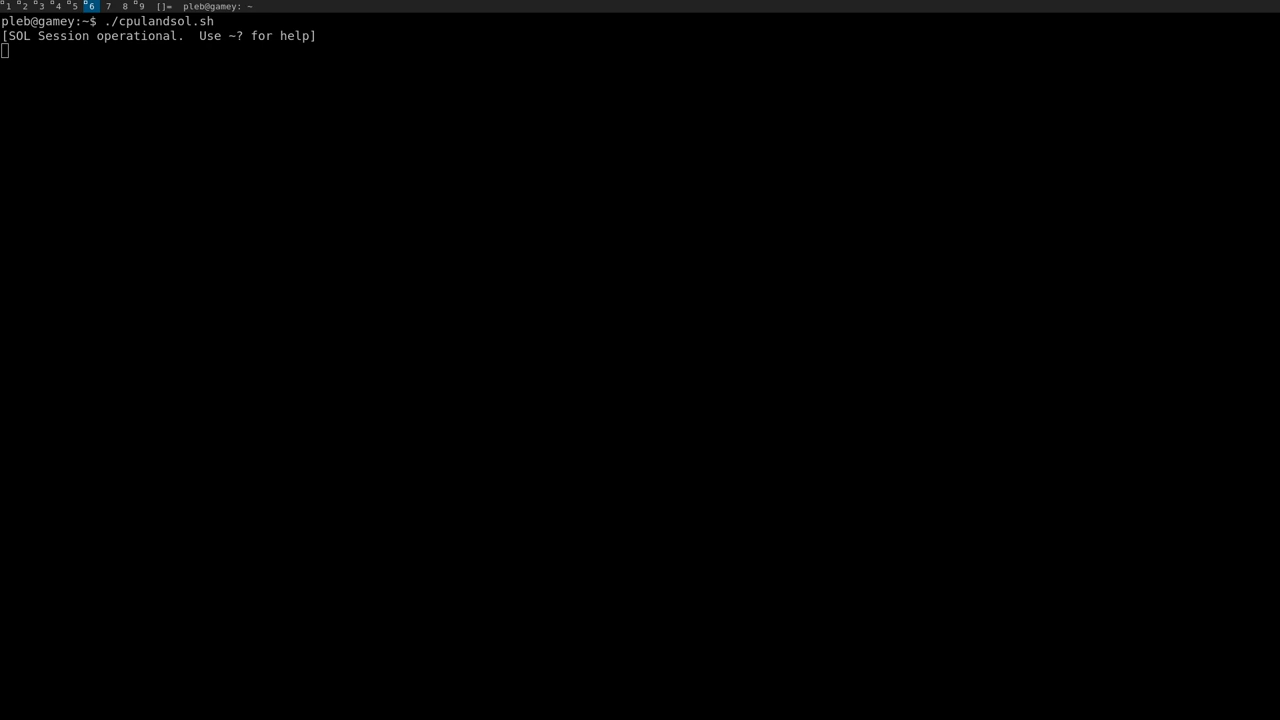 1 2 3 4 5 6 7 8 9 []= pleb@gamey: ~
pleb@gamey:~$ ./cpulandsol.sh
[SOL Session operational.  Use ~? for help]